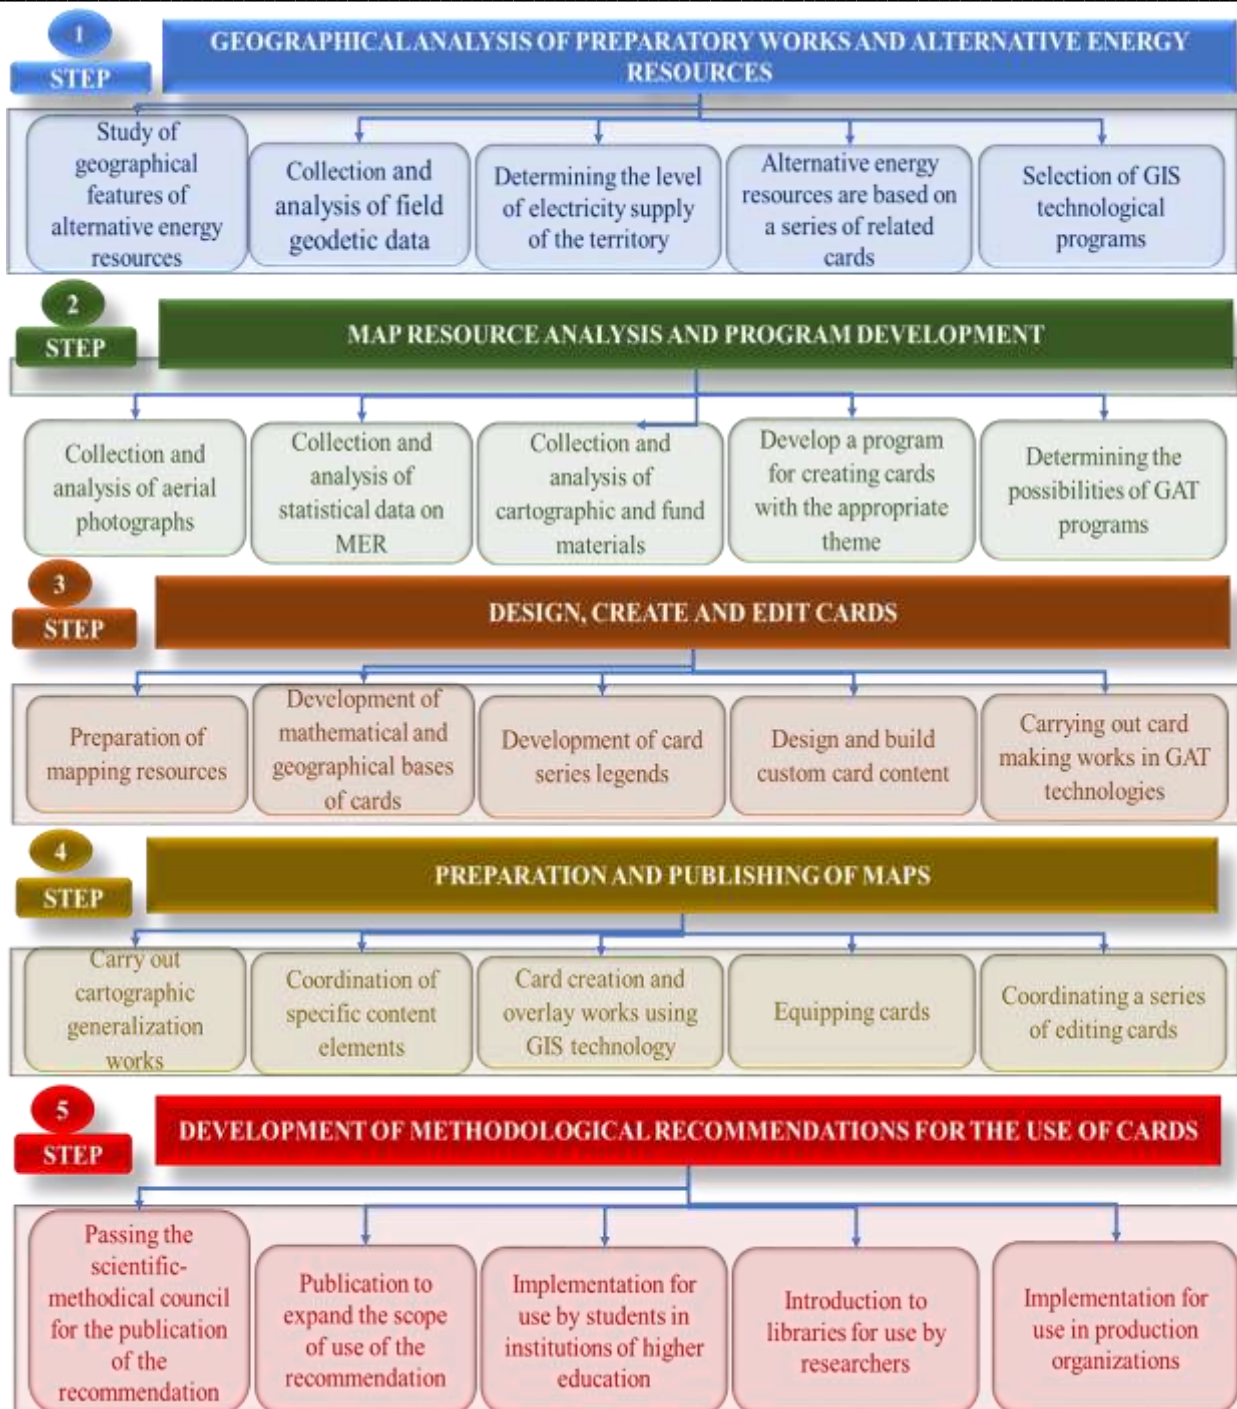 1
STEP
GEOGRAPHICAL ANALYSIS OF PREPARATORY WORKS AND ALTERNATIVE ENERGY
RESOURCES
Study of
geographical
features of
alternative energy
resources
Collection and
analysis of field
geodetic data
Determining the level
of electricity supply
of the territory
Alternative energy
resources are based on
a series of related
cards
Selection of GIS
technological
programs
2
STEP
MAP RESOURCE ANALYSIS AND PROGRAM DEVELOPMENT
Collection and
analysis of aerial
photographs
Collection and
analysis of
statistical data on
MER
Collection and
analysis of
cartographic and fund
materials
Develop a program
for creating cards
with the appropriate
theme
Determining the
possibilities of GAT
programs
3
STEP
DESIGN, CREATE AND EDIT CARDS
Preparation of
mapping resources
Development of
mathematical and
geographical bases
of cards
Development of card
series legends
Design and build
custom card content
Carrying out card
making works in GAT
technologies
4
STEP
PREPARATION AND PUBLISHING OF MAPS
Carry out
cartographic
generalization
works
Coordination of
specific content
elements
Card creation and
overlay works using
GIS technology
Equipping cards
Coordinating a series
of editing cards
5
STEP
DEVELOPMENT OF METHODOLOGICAL RECOMMENDATIONS FOR THE USE OF CARDS
Passing the
scientific-
methodical council
for the publication
of the
recommendation
Publication to
expand the scope
of use of the
recommendation
Implementation for
use by students in
institutions of higher
education
Introduction to
libraries for use by
researchers
Implementation for
use in production
organizations